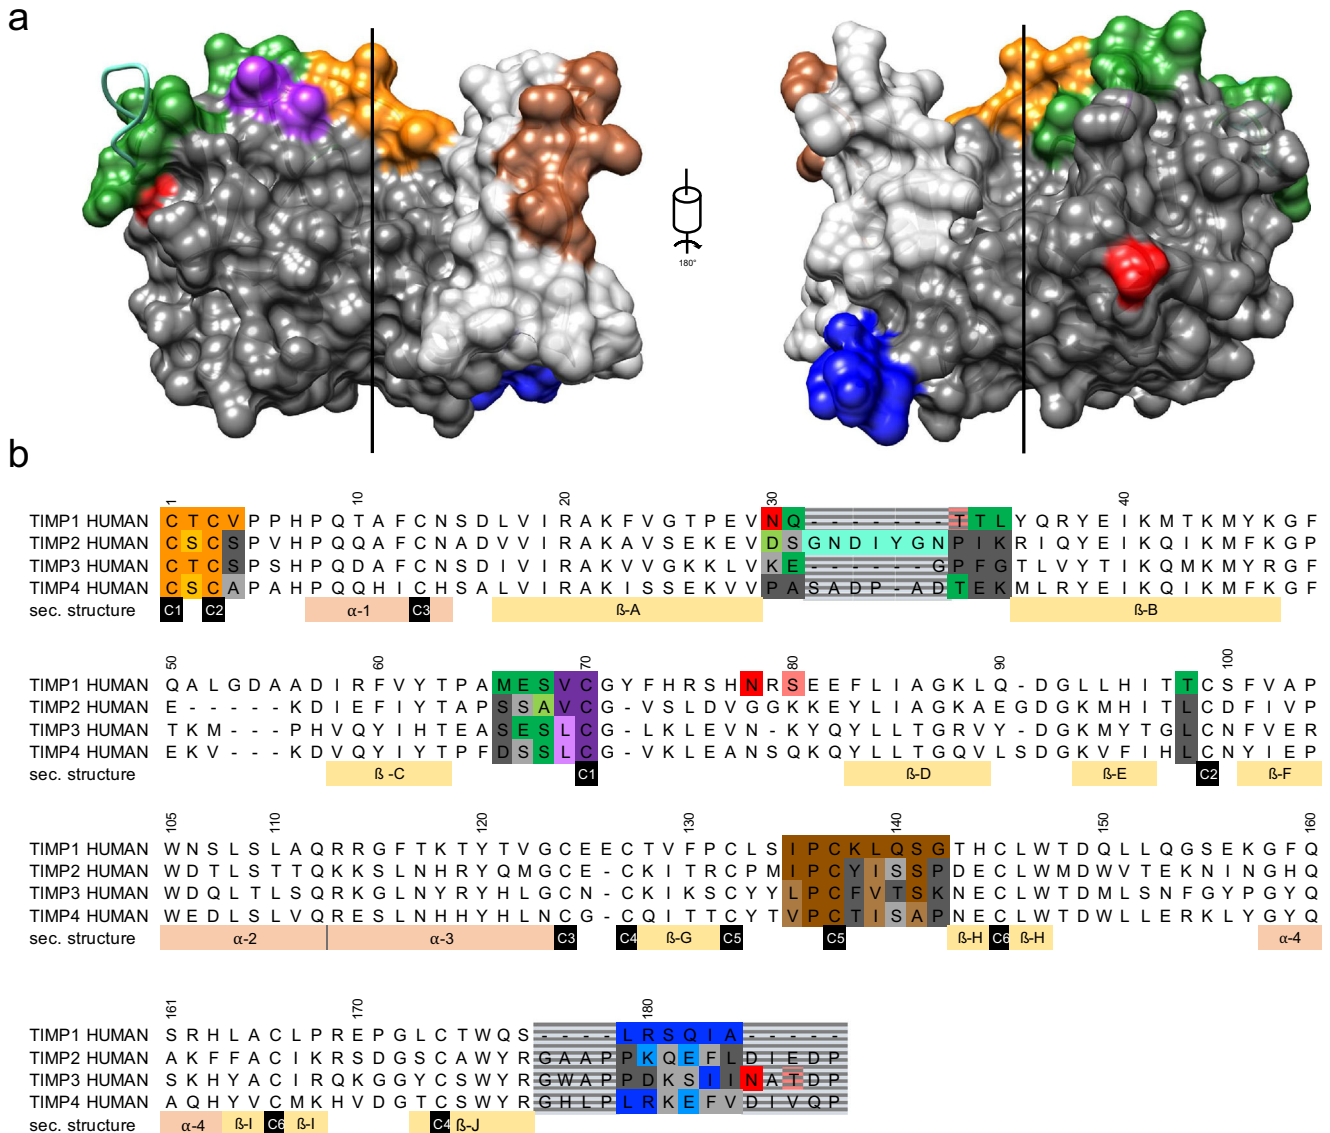 a
180°
b
1 10 20 30 40
TIMP1 HUMAN C T C V P P H P Q T A F C N S D L V I R A K F V G T P E V N Q - - - - - - - T T L Y Q R Y E I K M T K M Y K G F
TIMP2 HUMAN C S C S P V H P Q Q A F C N A D V V I R A K A V S E K E V D S G N D I Y G N P I K R I Q Y E I K Q I K M F K G P
TIMP3 HUMAN C T C S P S H P Q D A F C N S D I V I R A K V V G K K L V K E - - - - - - G P F G T L V Y T I K Q M K M Y R G F
TIMP4 HUMAN C S C A P A H P Q Q H I C H S A L V I R A K I S S E K V V P A S A D P - A D T E K M L R Y E I K Q I K M F K G F
sec. structure C1 C2 α-1 C3 ß-A ß-B
50 60 70 80 90 100
TIMP1 HUMAN Q A L G D A A D I R F V Y T P A M E S V C G Y F H R S H N R S E E F L I A G K L Q - D G L L H I T T C S F V A P
TIMP2 HUMAN E - - - - - K D I E F I Y T A P S S A V C G - V S L D V G G K K E Y L I A G K A E G D G K M H I T L C D F I V P
TIMP3 HUMAN T K M - - - P H V Q Y I H T E A S E S L C G - L K L E V N - K Y Q Y L L T G R V Y - D G K M Y T G L C N F V E R
TIMP4 HUMAN E K V - - - K D V Q Y I Y T P F D S S L C G - V K L E A N S Q K Q Y L L T G Q V L S D G K V F I H L C N Y I E P
sec. structure ß -C C1 ß-D ß-E C2 ß-F
105 110 120 130 140 150 160
TIMP1 HUMAN W N S L S L A Q R R G F T K T Y T V G C E E C T V F P C L S I P C K L Q S G T H C L W T D Q L L Q G S E K G F Q
TIMP2 HUMAN W D T L S T T Q K K S L N H R Y Q M G C E - C K I T R C P M I P C Y I S S P D E C L W M D W V T E K N I N G H Q
TIMP3 HUMAN W D Q L T L S Q R K G L N Y R Y H L G C N - C K I K S C Y Y L P C F V T S K N E C L W T D M L S N F G Y P G Y Q
TIMP4 HUMAN W E D L S L V Q R E S L N H H Y H L N C G - C Q I T T C Y T V P C T I S A P N E C L W T D W L L E R K L Y G Y Q
sec. structure α-2 α-3 C3 C4 ß-G C5 C5 ß-H C6 ß-H α-4
161 170 180
TIMP1 HUMAN S R H L A C L P R E P G L C T W Q S - - - - L R S Q I A - - - - -
TIMP2 HUMAN A K F F A C I K R S D G S C A W Y R G A A P P K Q E F L D I E D P
TIMP3 HUMAN S K H Y A C I R Q K G G Y C S W Y R G W A P P D K S I I N A T D P
TIMP4 HUMAN A Q H Y V C M K H V D G T C S W Y R G H L P L R K E F V D I V Q P
sec. structure α-4 ß-I C6 ß-I C4 ß-J